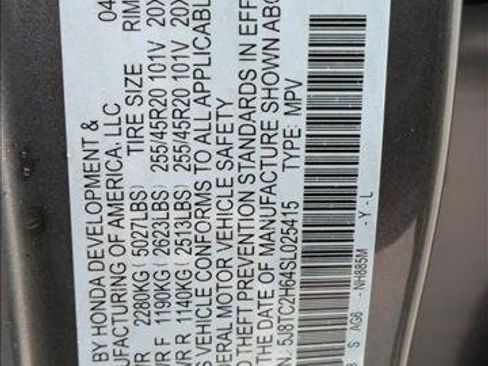 BY HONDA DEVELOPMENT & 04
UFACTURING OF AMERICA, LLC
TIRE SIZE RIM
WR 2280KG (5027LBS)
WR F 1190KG (2623LBS) 255/45R20 101V 20X
WR R 1140KG (2513LBS) 255/45R20 101V 20X
S VEHICLE CONFORMS TO ALL APPLICABLE
ERAL MOTOR VEHICLE SAFETY
D THEFT PREVENTION STANDARDS IN EFF
THE DATE OF MANUFACTURE SHOWN ABO
N: 5J8TC2H64SL025415 TYPE: MPV
S AG6 NH885M - Y - L